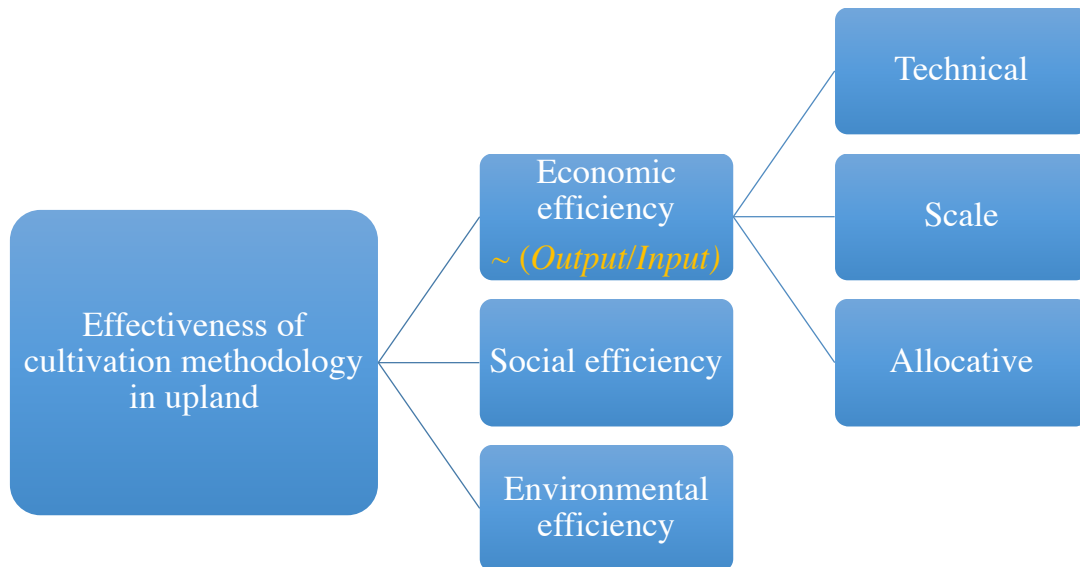 Effectiveness of
cultivation methodology
in upland
Economic
efficiency
~ (Output/Input)
Social efficiency
Environmental
efficiency
Technical
Scale
Allocative